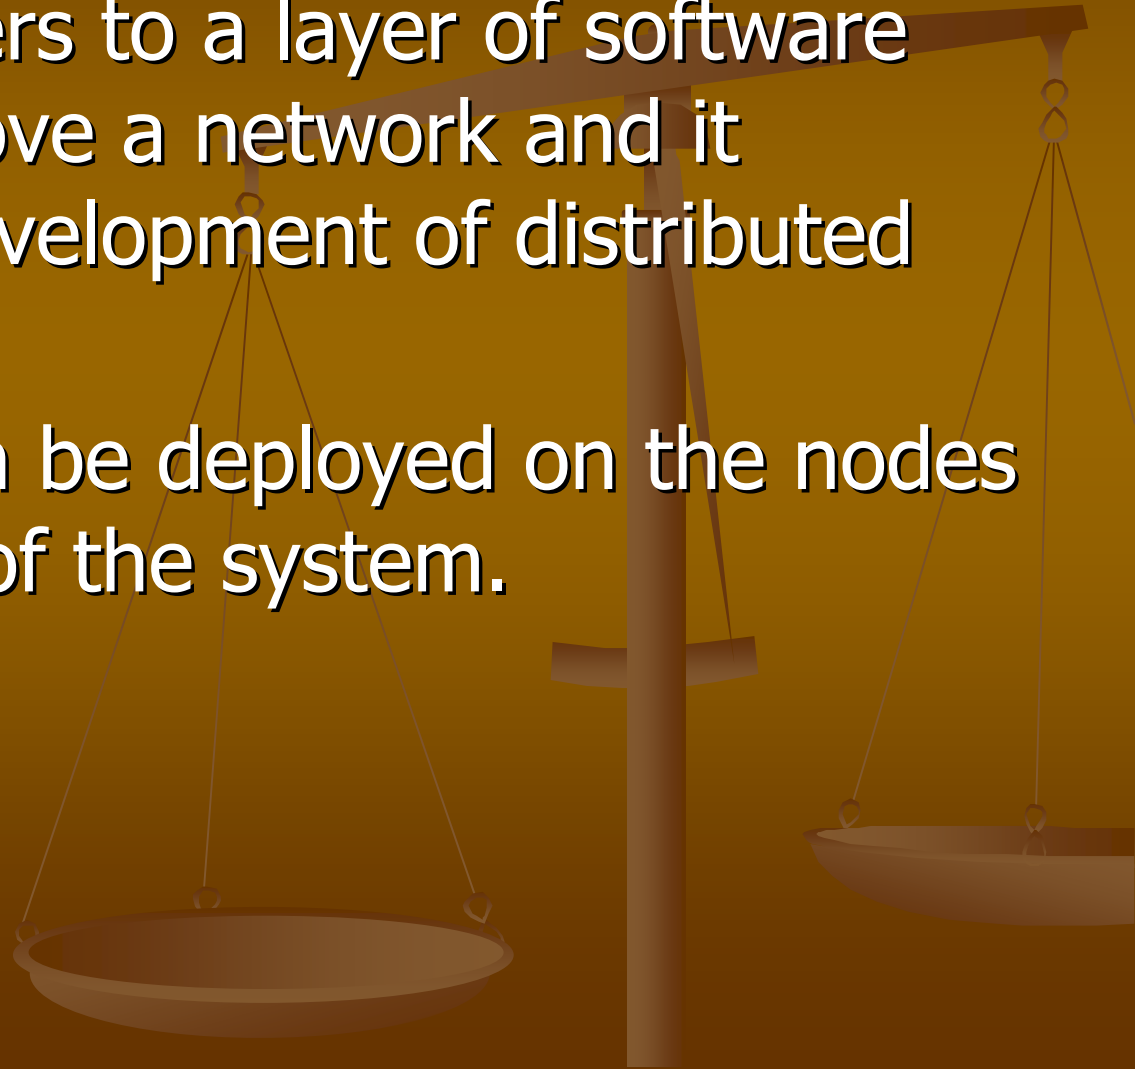 ers to a layer of software
ove a network and it
velopment of distributed
be deployed on the nodes
of the system.